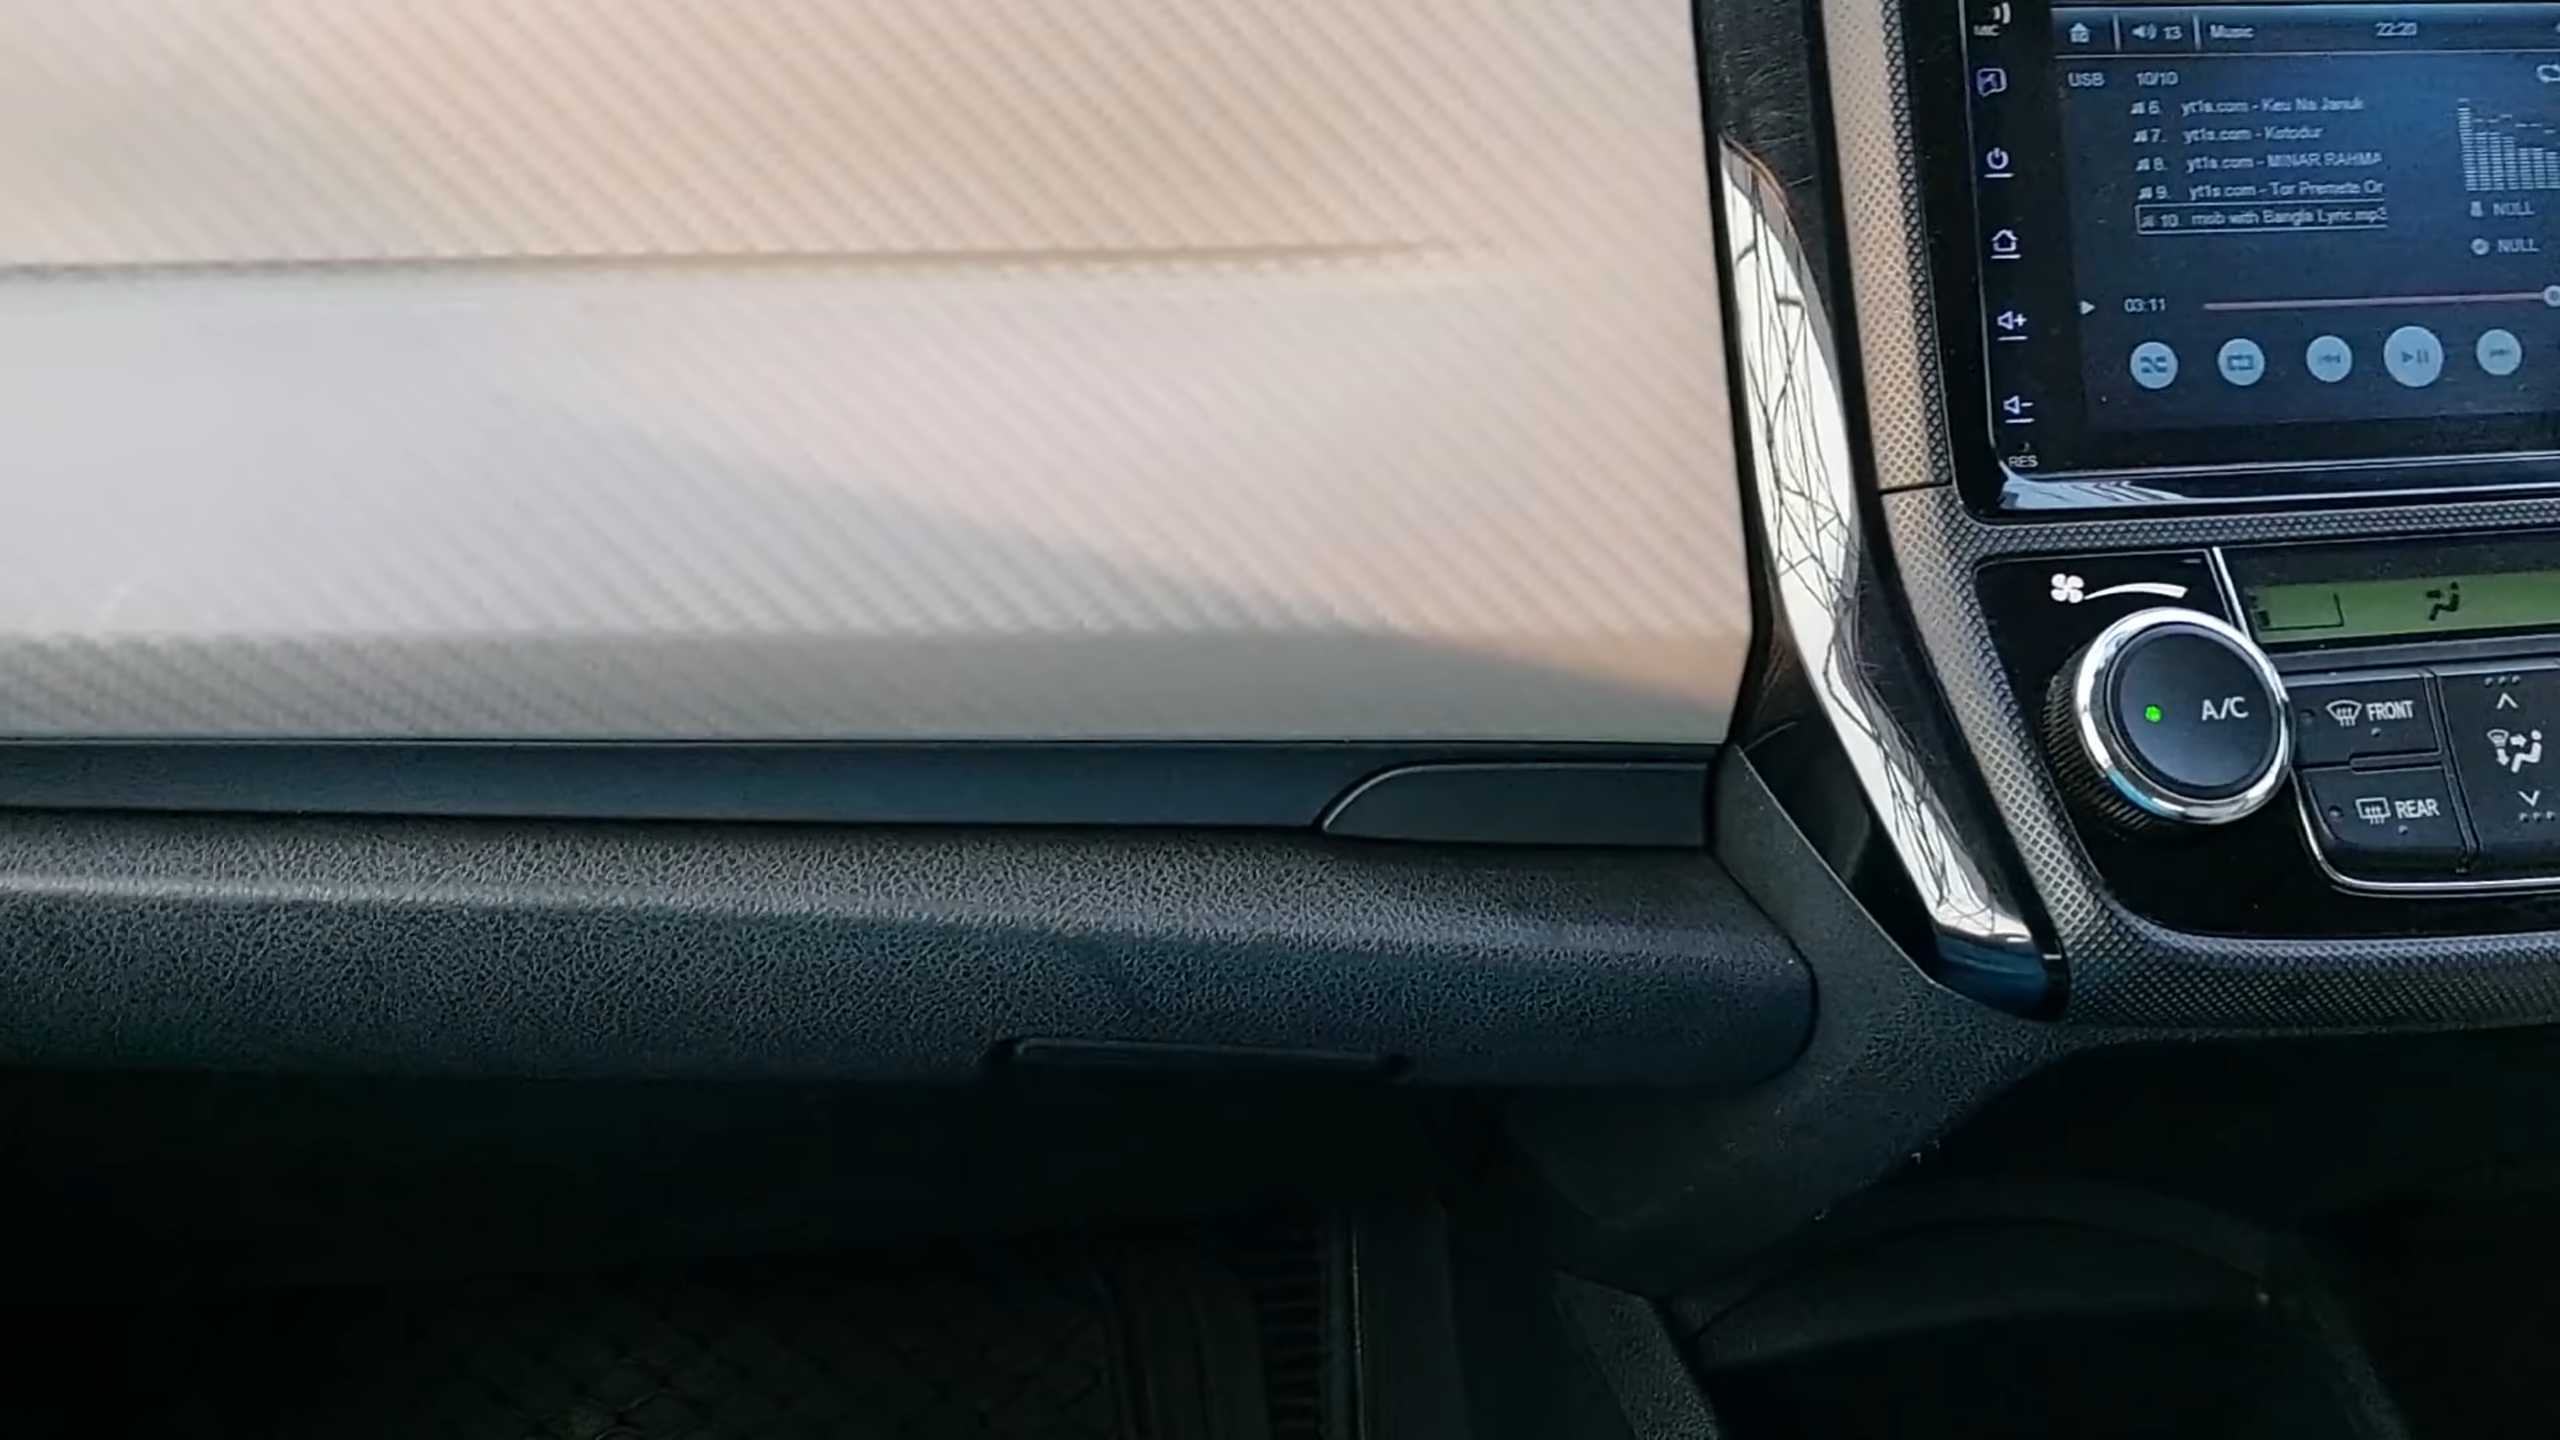 MIC
13 Music 22:20
USB 10/10
6. yt1s.com - Keu Na Januk
7. yt1s.com - Kotodur
8. yt1s.com - MINAR RAHMA
9. yt1s.com - Tor Premete Or
10. mob with Bangla Lyric.mp3
NULL
NULL
03:11
RES
A/C
FRONT
REAR